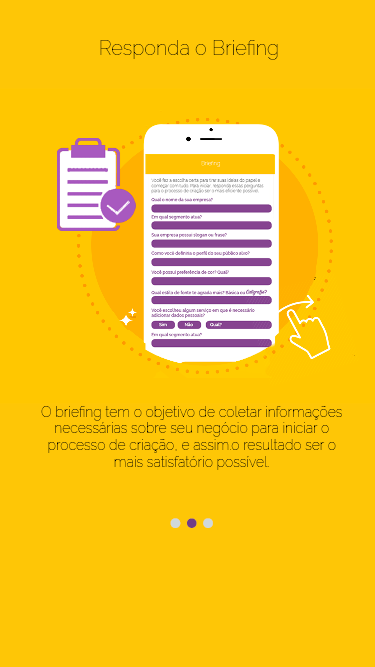 Responda o Briefing
Briefing
Você fez a escolha certa para tirar suas ideias do papel e
começar com tudo. Para iniciar, responda essas perguntas
para o processo de criação ser o mais eficiente possível.
Qual o nome da sua empresa?
Em qual segmento atua?
Sua empresa possui slogan ou frase?
Como você definiria o perfil do seu público alvo?
Você possui preferência de cor? Qual?
Qual estilo de fonte te agrada mais? Básica ou Caligrafia?
Você escolheu algum serviço em que é necessário
adicionar dados pessoais?
Sim Não Qual?
Em qual segmento atua?
O briefing tem o objetivo de coletar informações
necessárias sobre seu negócio para iniciar o
processo de criação, e assim,o resultado ser o
mais satisfatório possível.